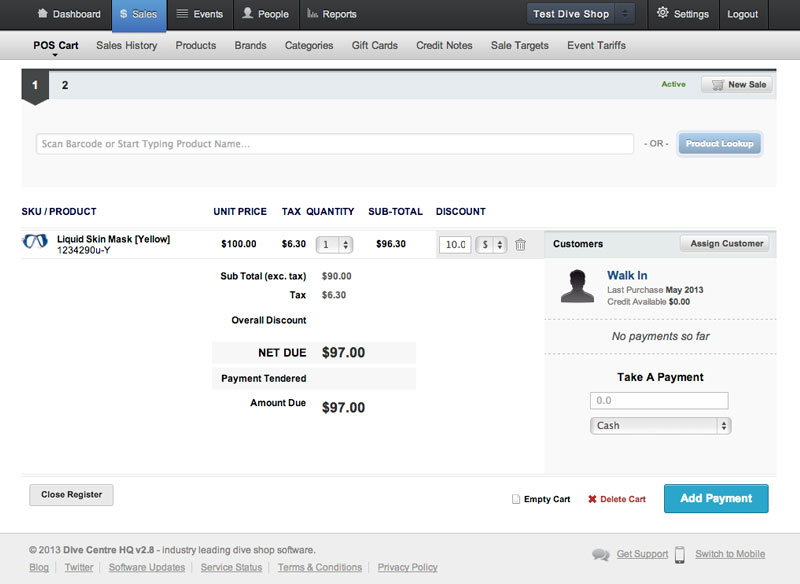 Dashboard $ Sales Events People Reports Test Dive Shop Settings Logout
POS Cart Sales History Products Brands Categories Gift Cards Credit Notes Sale Targets Event Tariffs
1 2 Active New Sale
Scan Barcode or Start Typing Product Name... - OR - Product Lookup
SKU / PRODUCT UNIT PRICE TAX QUANTITY SUB-TOTAL DISCOUNT
Liquid Skin Mask [Yellow] $100.00 $6.30 1 $96.30 10.0 $
1234290u-Y
Customers Assign Customer
Sub Total (exc. tax) $90.00
Tax $6.30
Overall Discount
NET DUE $97.00
Payment Tendered
Amount Due $97.00
Walk In
Last Purchase May 2013
Credit Available $0.00
No payments so far
Take A Payment
0.0
Cash
Close Register Empty Cart Delete Cart Add Payment
© 2013 Dive Centre HQ v2.8 - industry leading dive shop software.
Blog Twitter Software Updates Service Status Terms & Conditions Privacy Policy
Get Support Switch to Mobile